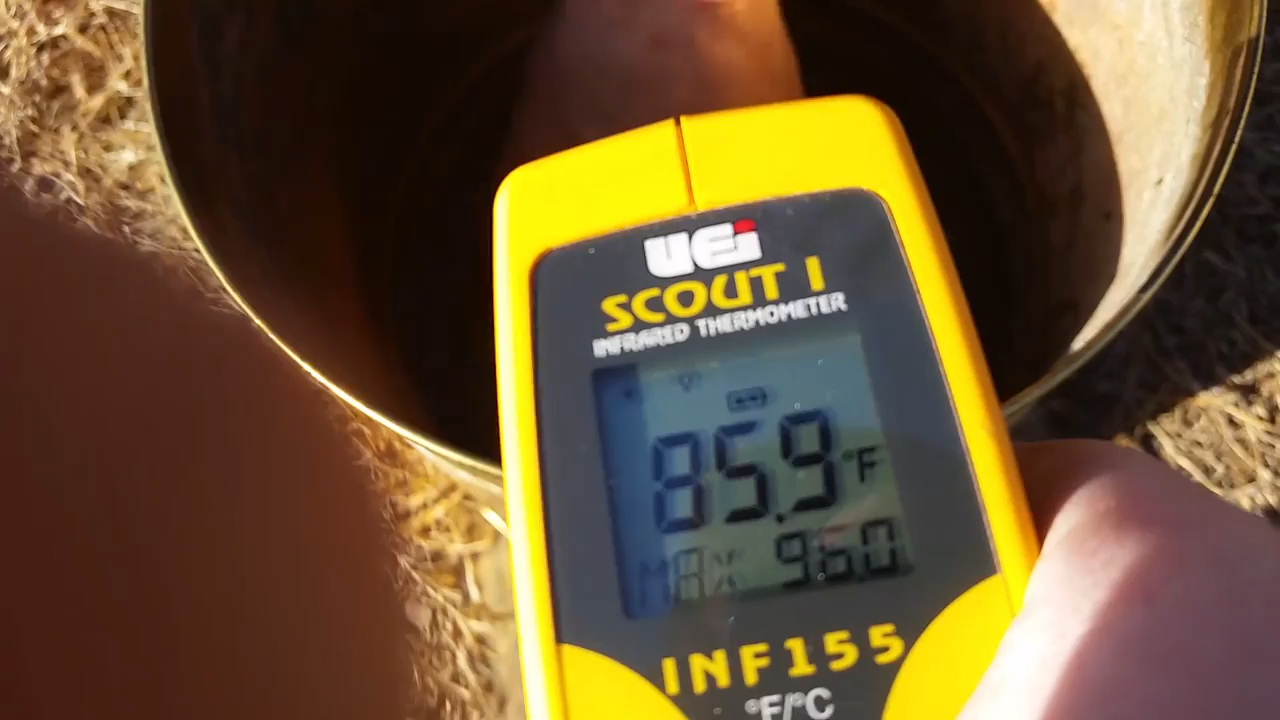 UEi
SCOUT 1
INFRARED THERMOMETER
85.9 °F
MAX 96.0
INF155
°F/°C